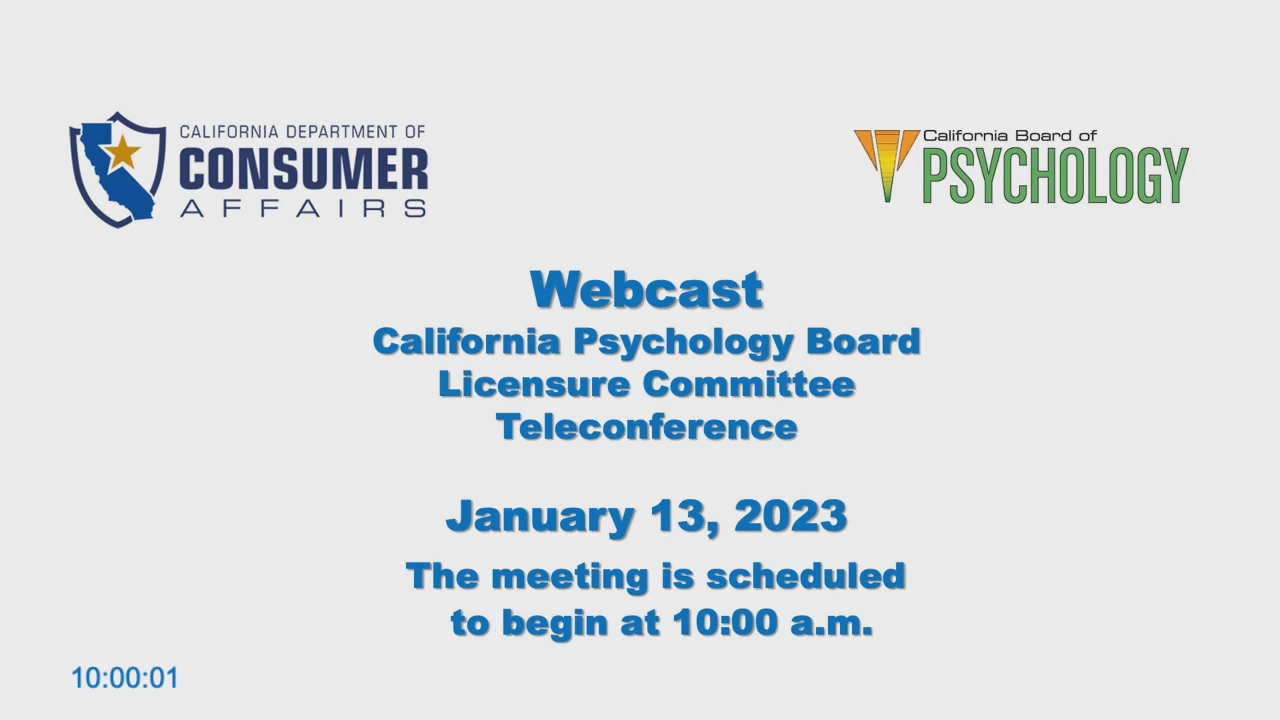 CALIFORNIA DEPARTMENT OF
CONSUMER
AFFAIRS
California Board of
PSYCHOLOGY
Webcast
California Psychology Board
Licensure Committee
Teleconference
January 13, 2023
The meeting is scheduled
to begin at 10:00 a.m.
10:00:01